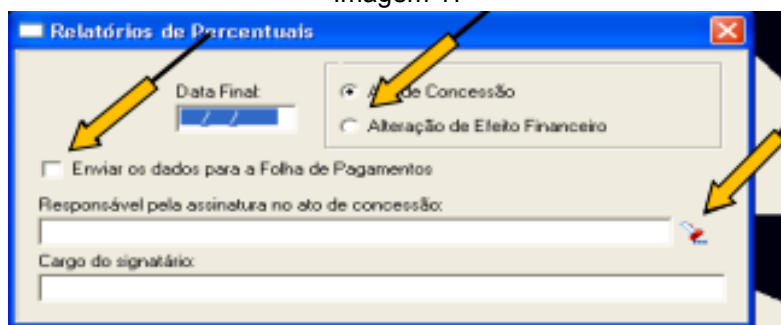 Relatórios de Percentuais
Data Final:
/ /
de Concessão
Alteração de Efeito Financeiro
Enviar os dados para a Folha de Pagamentos
Responsável pela assinatura no ato de concessão:
Cargo do signatário: